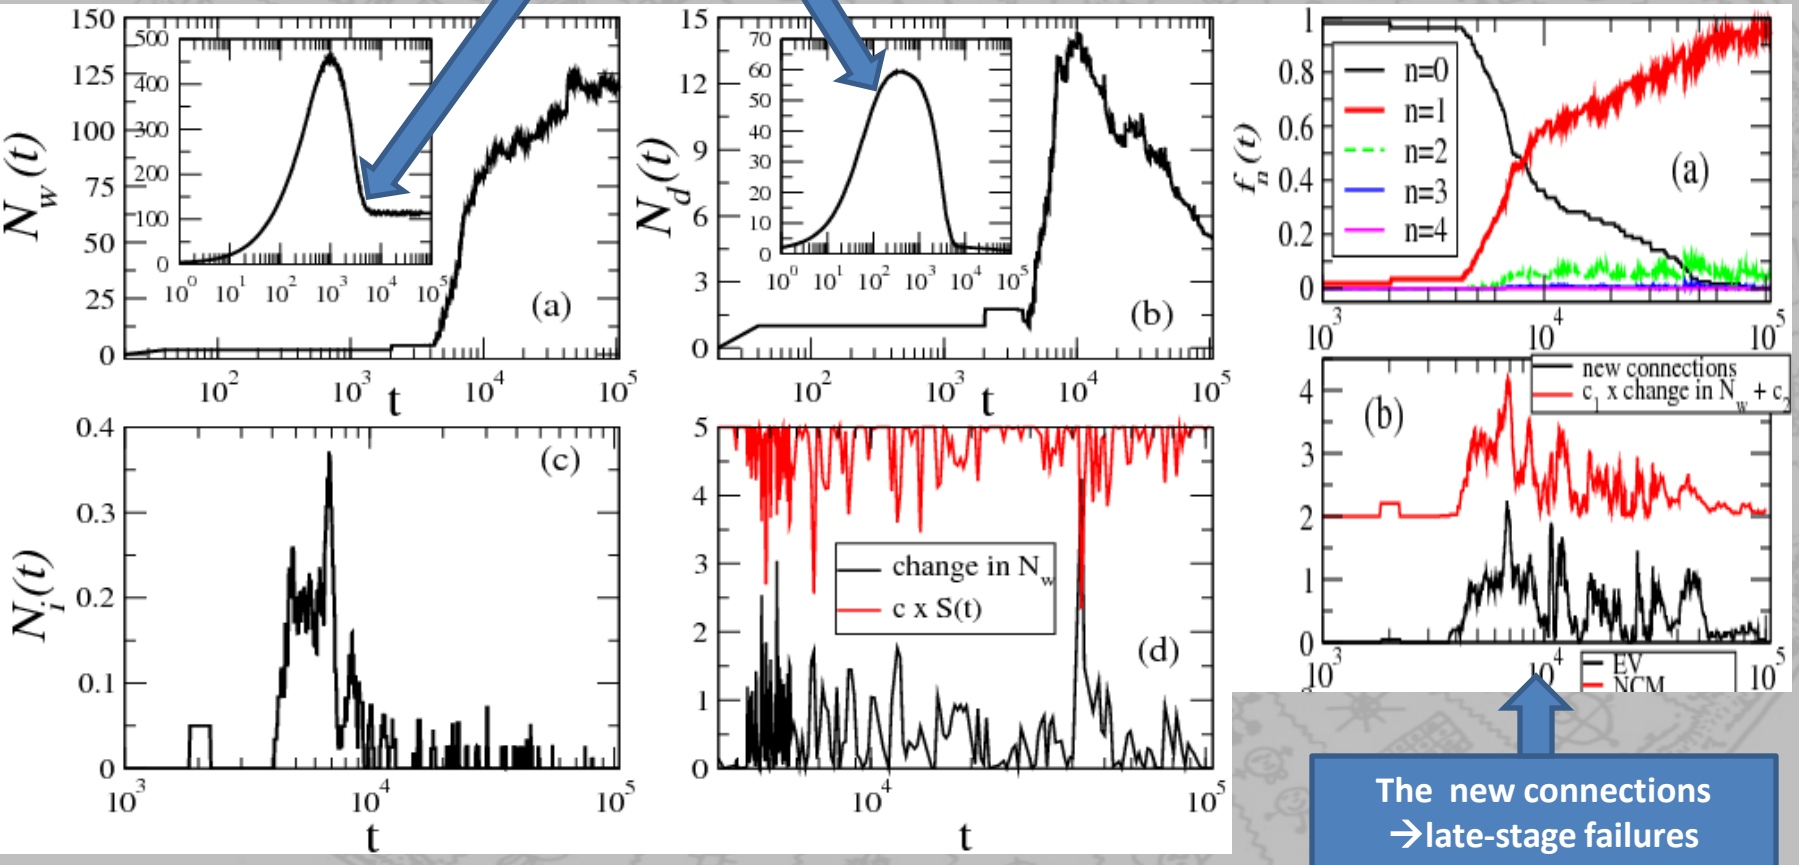 N_w(t)
150
125
100
75
50
25
0
500
400
300
200
100
0
10^0 10^1 10^2 10^3 10^4 10^5
(a)
10^2 10^3 t 10^4 10^5
N_d(t)
15
12
9
6
3
0
70
60
50
40
30
20
10
0
10^0 10^1 10^2 10^3 10^4 10^5
(b)
10^2 10^3 t 10^4 10^5
f_n(t)
1
0.8
0.6
0.4
0.2
0
n=0
n=1
n=2
n=3
n=4
(a)
10^3 10^4 10^5
N_i(t)
0.4
0.3
0.2
0.1
0
(c)
10^3 10^4 10^5
t
5
4
3
2
1
0
change in N_w
c x S(t)
(d)
10^4 10^5
t
4
3
2
1
0
new connections
c_1 x change in N_w + c_2
(b)
10^3 10^4 10^5
EV
NCM
The new connections
→late-stage failures